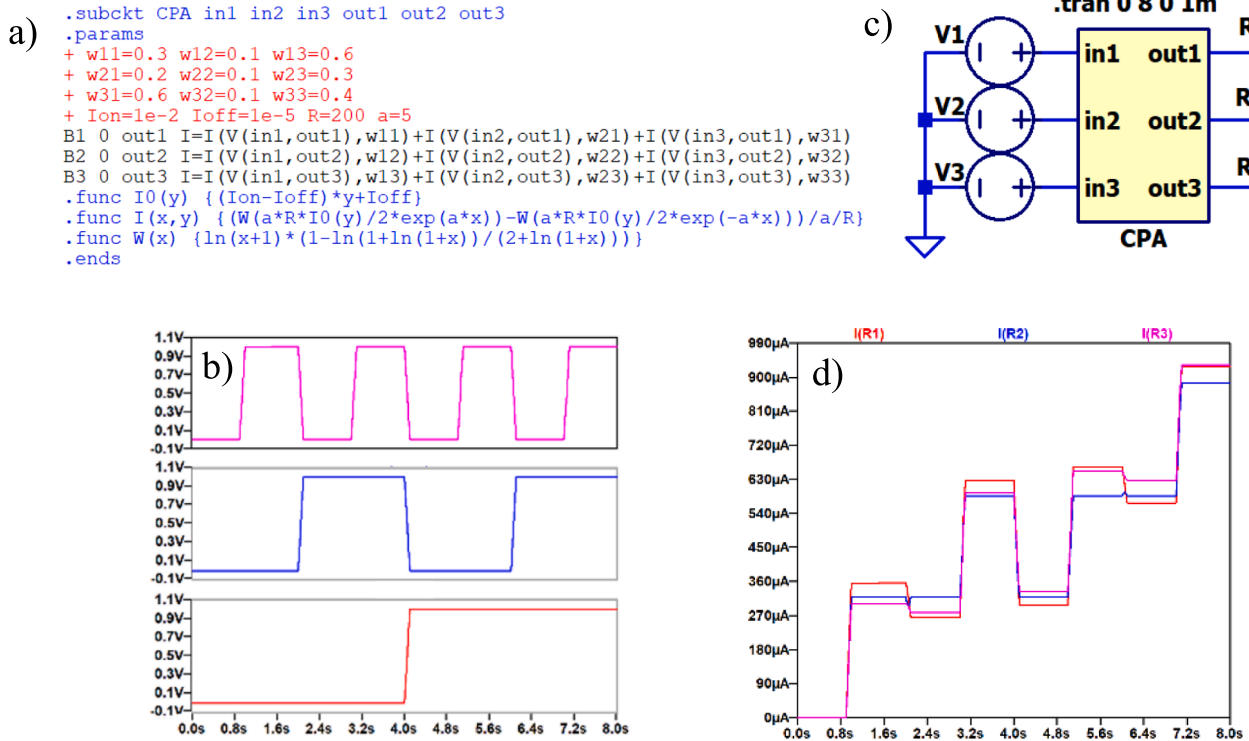 a)
.subckt CPA in1 in2 in3 out1 out2 out3
.params
+ w11=0.3 w12=0.1 w13=0.6
+ w21=0.2 w22=0.1 w23=0.3
+ w31=0.6 w32=0.1 w33=0.4
+ Ion=1e-2 Ioff=1e-5 R=200 a=5
B1 0 out1 I=I(V(in1,out1),w11)+I(V(in2,out1),w21)+I(V(in3,out1),w31)
B2 0 out2 I=I(V(in1,out2),w12)+I(V(in2,out2),w22)+I(V(in3,out2),w32)
B3 0 out3 I=I(V(in1,out3),w13)+I(V(in2,out3),w23)+I(V(in3,out3),w33)
.func I0(y) {(Ion-Ioff)*y+Ioff}
.func I(x,y) {(W(a*R*I0(y)/2*exp(a*x))-W(a*R*I0(y)/2*exp(-a*x)))/a/R}
.func W(x) {ln(x+1)*(1-ln(1+ln(1+x))/(2+ln(1+x)))}
.ends
c)
.tran 0 8 0 1m
V1 in1 out1 R
V2 in2 out2 R
V3 in3 out3 R
CPA
b)
1.1V
0.9V
0.7V
0.5V
0.3V
0.1V
-0.1V
1.1V
0.9V
0.7V
0.5V
0.3V
0.1V
-0.1V
1.1V
0.9V
0.7V
0.5V
0.3V
0.1V
-0.1V
0.0s 0.8s 1.6s 2.4s 3.2s 4.0s 4.8s 5.6s 6.4s 7.2s 8.0s
d)
I(R1) I(R2) I(R3)
990µA
900µA
810µA
720µA
630µA
540µA
450µA
360µA
270µA
180µA
90µA
0µA
0.0s 0.8s 1.6s 2.4s 3.2s 4.0s 4.8s 5.6s 6.4s 7.2s 8.0s